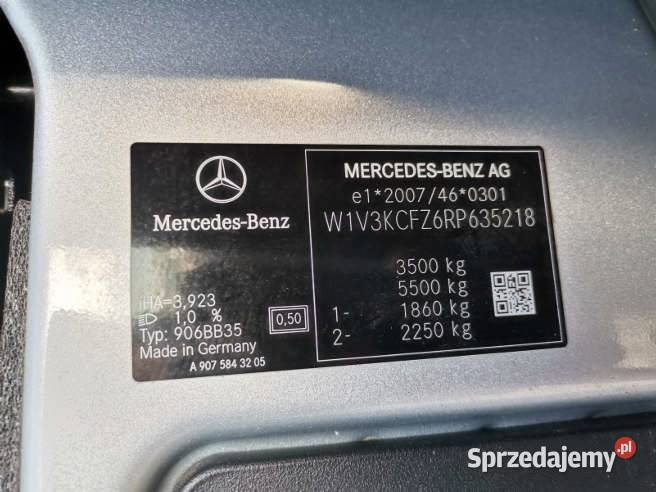 Mercedes-Benz
iHA=3,923
1,0 %
0,50
Typ: 906BB35
Made in Germany
A 907 584 32 05
MERCEDES-BENZ AG
e1*2007/46*0301
W1V3KCFZ6RP635218
3500 kg
5500 kg
1- 1860 kg
2- 2250 kg
Sprzedajemy.pl